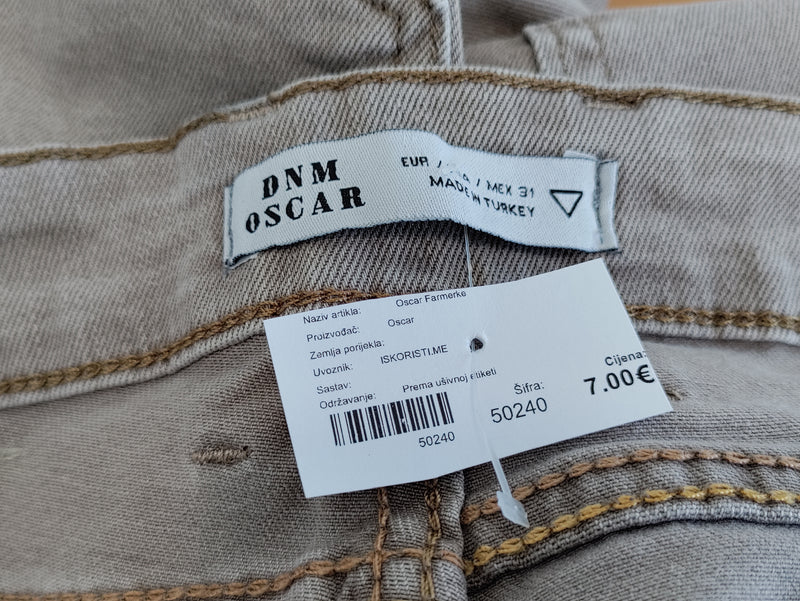 DNM
OSCAR
EUR / / MEX 31
MADE IN TURKEY
Naziv artikla: Oscar Farmerke
Proizvođač: Oscar
Zemlja porijekla:
Uvoznik: ISKORISTI.ME
Sastav:
Održavanje: Prema ušivnoj etiketi
50240
Šifra:
50240
Cijena:
7.00€